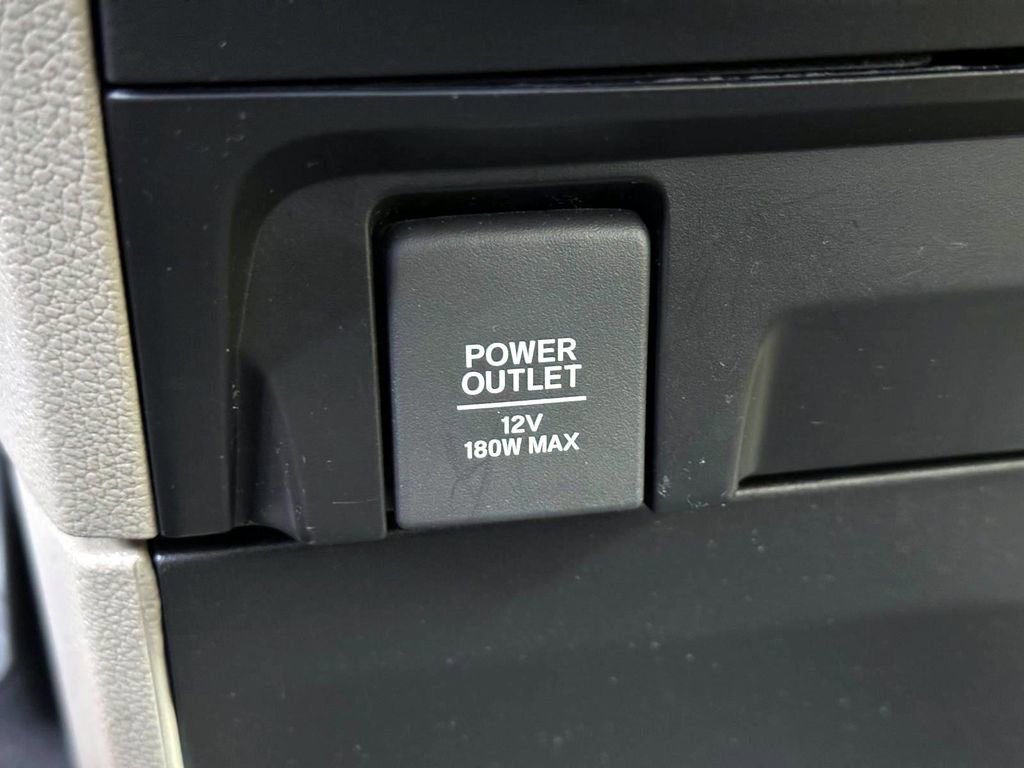 POWER
OUTLET
12V
180W MAX